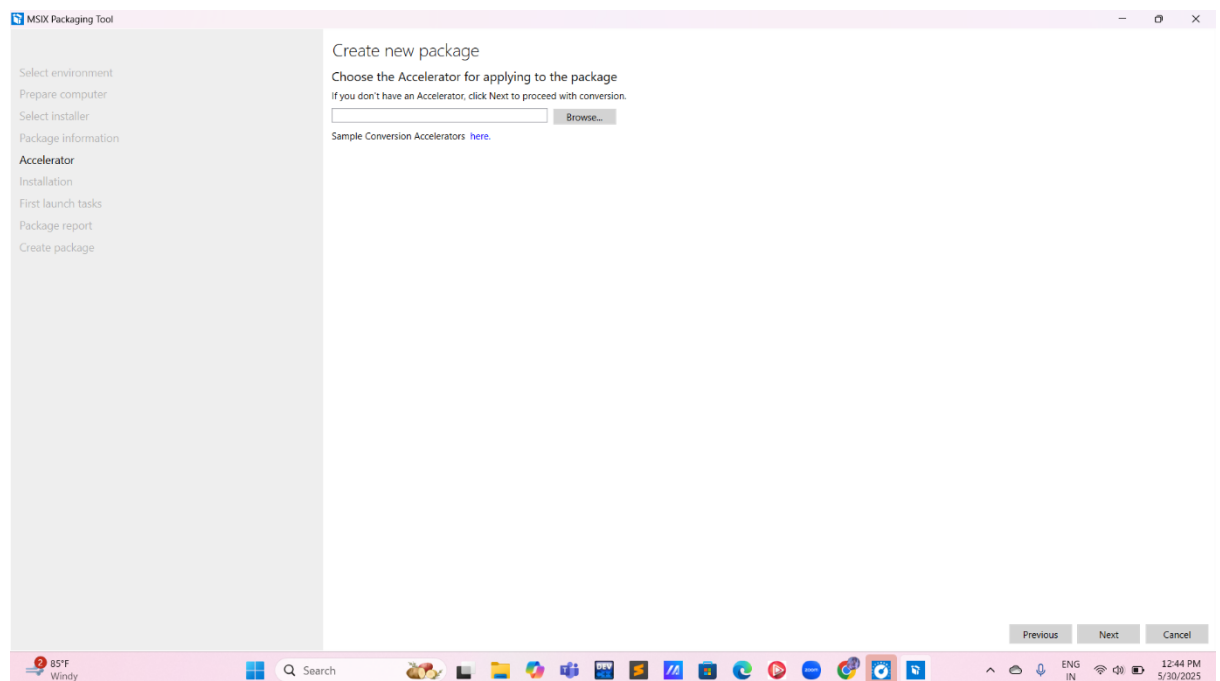 MSIX Packaging Tool
Select environment
Prepare computer
Select installer
Package information
Accelerator
Installation
First launch tasks
Package report
Create package
Create new package
Choose the Accelerator for applying to the package
If you don't have an Accelerator, click Next to proceed with conversion.
Browse...
Sample Conversion Accelerators here.
Previous Next Cancel
2
85°F
Windy
Search
DEV
zoom
ENG
IN
12:44 PM
5/30/2025